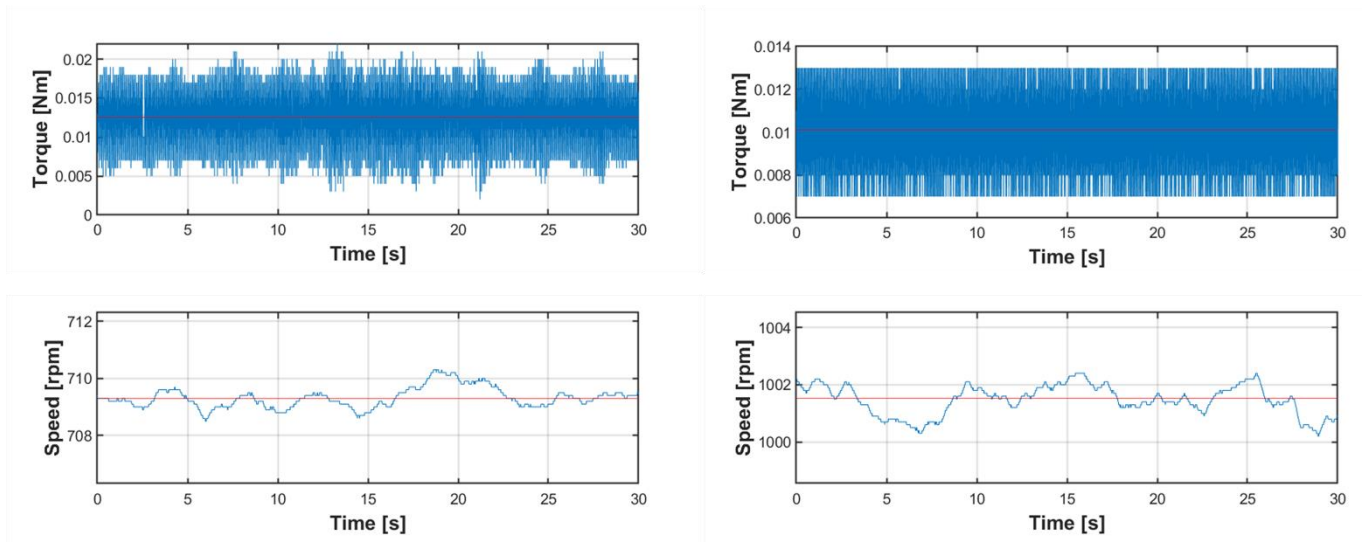 Torque [Nm]
0.02
0.015
0.01
0.005
0
0 5 10 15 20 25 30
Time [s]
Torque [Nm]
0.014
0.012
0.01
0.008
0.006
0 5 10 15 20 25 30
Time [s]
Speed [rpm]
712
710
708
0 5 10 15 20 25 30
Time [s]
Speed [rpm]
1004
1002
1000
0 5 10 15 20 25 30
Time [s]